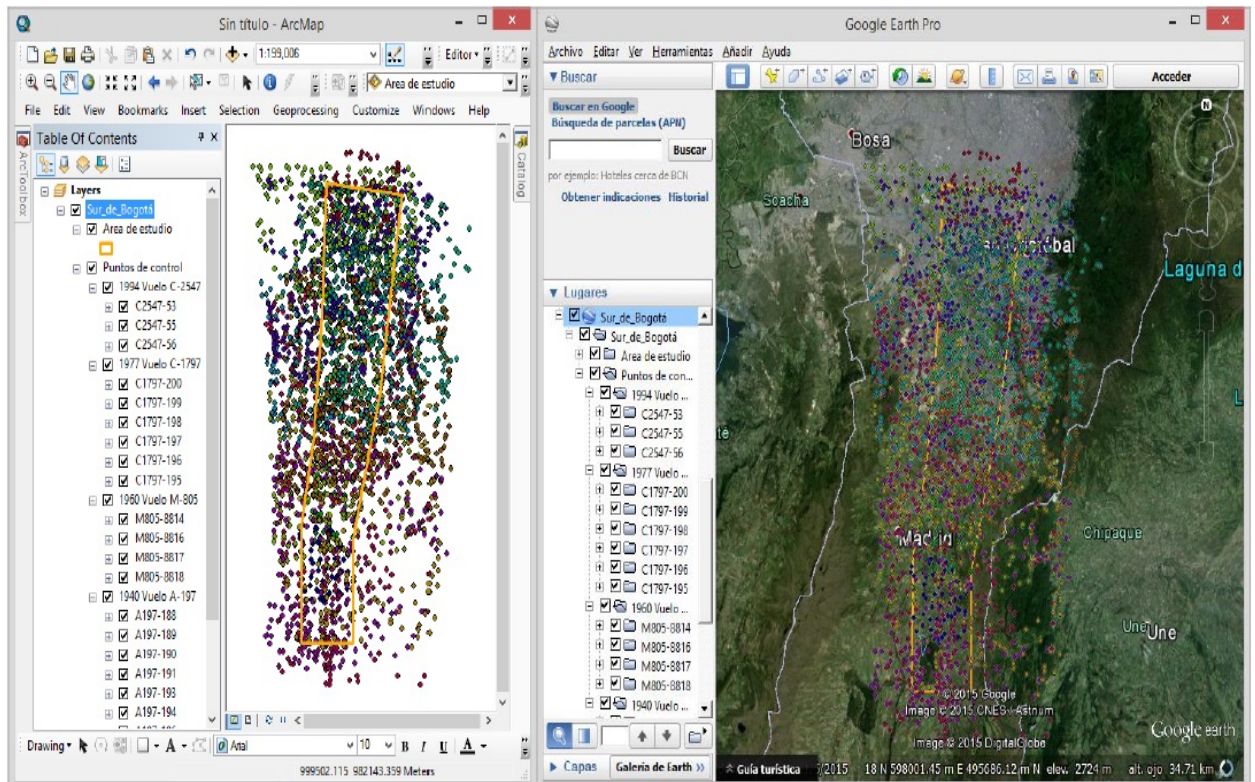 Sin título - ArcMap
1:199,006
Editor
Area de estudio
File Edit View Bookmarks Insert Selection Geoprocessing Customize Windows Help
ArcToolbox
Table Of Contents
Layers
Sur_de_Bogotá
Area de estudio
Puntos de control
1994 Vuelo C-2547
C2547-53
C2547-55
C2547-56
1977 Vuelo C-1797
C1797-200
C1797-199
C1797-198
C1797-197
C1797-196
C1797-195
1960 Vuelo M-805
M805-8814
M805-8816
M805-8817
M805-8818
1940 Vuelo A-197
A197-188
A197-189
A197-190
A197-191
A197-193
A197-194
Catalog
Drawing
Arial
10
B I U A
999502.115 982143.359 Meters
Google Earth Pro
Archivo Editar Ver Herramientas Añadir Ayuda
Acceder
Buscar
Buscar en Google
Búsqueda de parcelas (APN)
Buscar
por ejemplo: Hoteles cerca de BCN
Obtener indicaciones Historial
Lugares
Sur_de_Bogotá
Sur_de_Bogotá
Area de estudio
Puntos de con...
1994 Vuelo ...
C2547-53
C2547-55
C2547-56
1977 Vuelo ...
C1797-200
C1797-199
C1797-198
C1797-197
C1797-196
C1797-195
1960 Vuelo ...
M805-8814
M805-8816
M805-8817
M805-8818
1940 Vuelo ...
Capas
Galería de Earth >>
N
Bosa
Soacha
Laguna d
Madrid
Chipaque
Une
Une
© 2015 Google
Image © 2015 CNES / Astrium
Image © 2015 DigitalGlobe
Google earth
Guía turística
/2015 18 N 598001.45 m E 495686.12 m N elev. 2724 m alt. ojo 34.71 km